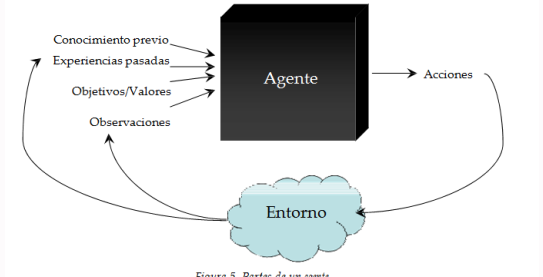 Conocimiento previo
Experiencias pasadas
Objetivos/Valores
Observaciones
Agente
Acciones
Entorno
Figura 5. Partes de un